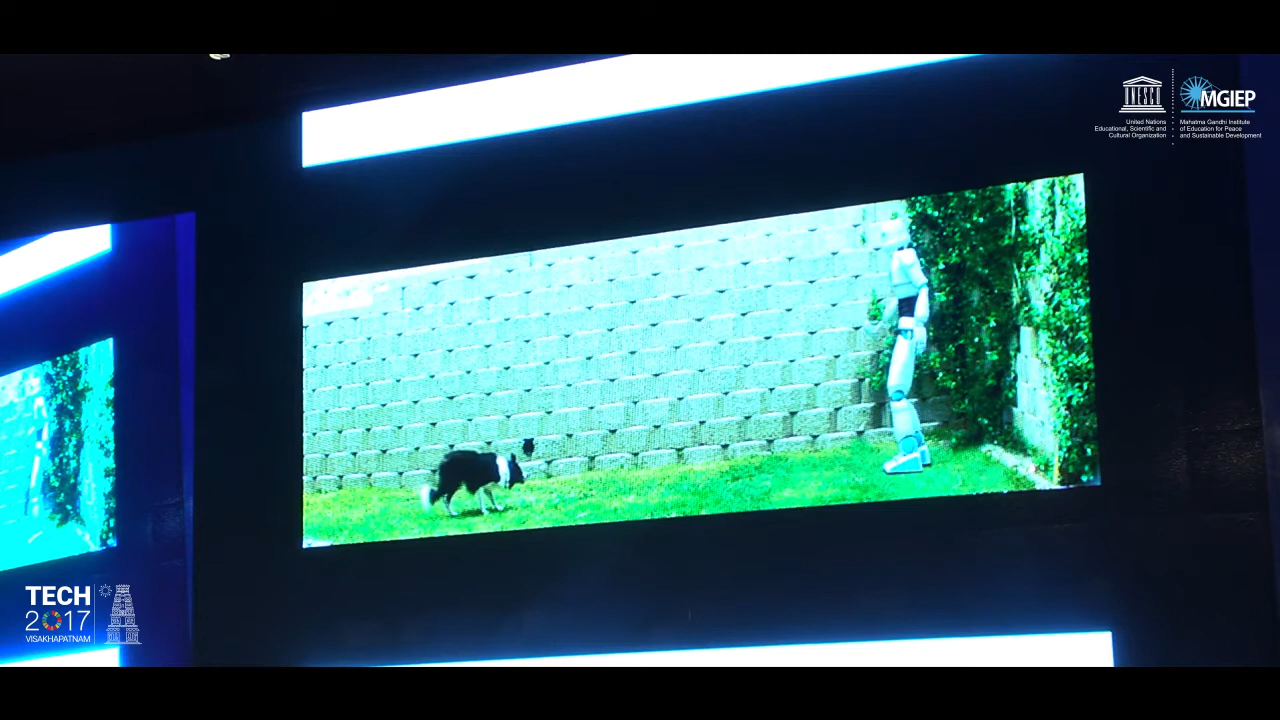 UNESCO
United Nations
Educational, Scientific and
Cultural Organization
MGIEP
Mahatma Gandhi Institute
of Education for Peace
and Sustainable Development
TECH
2017
VISAKHAPATNAM